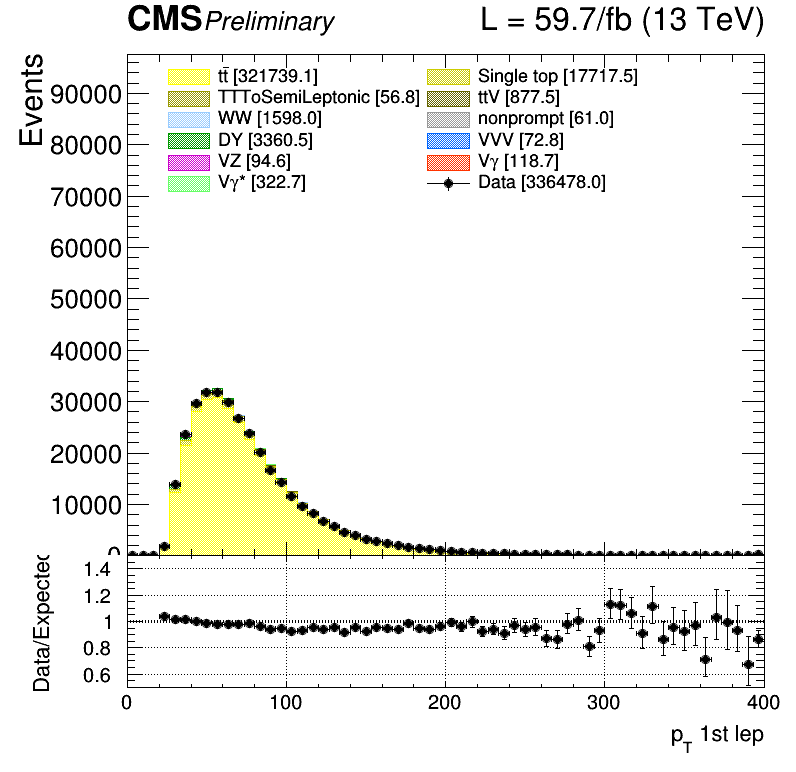 CMS Preliminary L = 59.7/fb (13 TeV)
Events
tt̄ [321739.1] Single top [17717.5]
TTToSemiLeptonic [56.8] ttV [877.5]
WW [1598.0] nonprompt [61.0]
DY [3360.5] VVV [72.8]
VZ [94.6] Vγ [118.7]
Vγ* [322.7] Data [336478.0]
90000
80000
70000
60000
50000
40000
30000
20000
10000
0
Data/Expected
1.4
1.2
1
0.8
0.6
0 100 200 300 400
p_T 1st lep